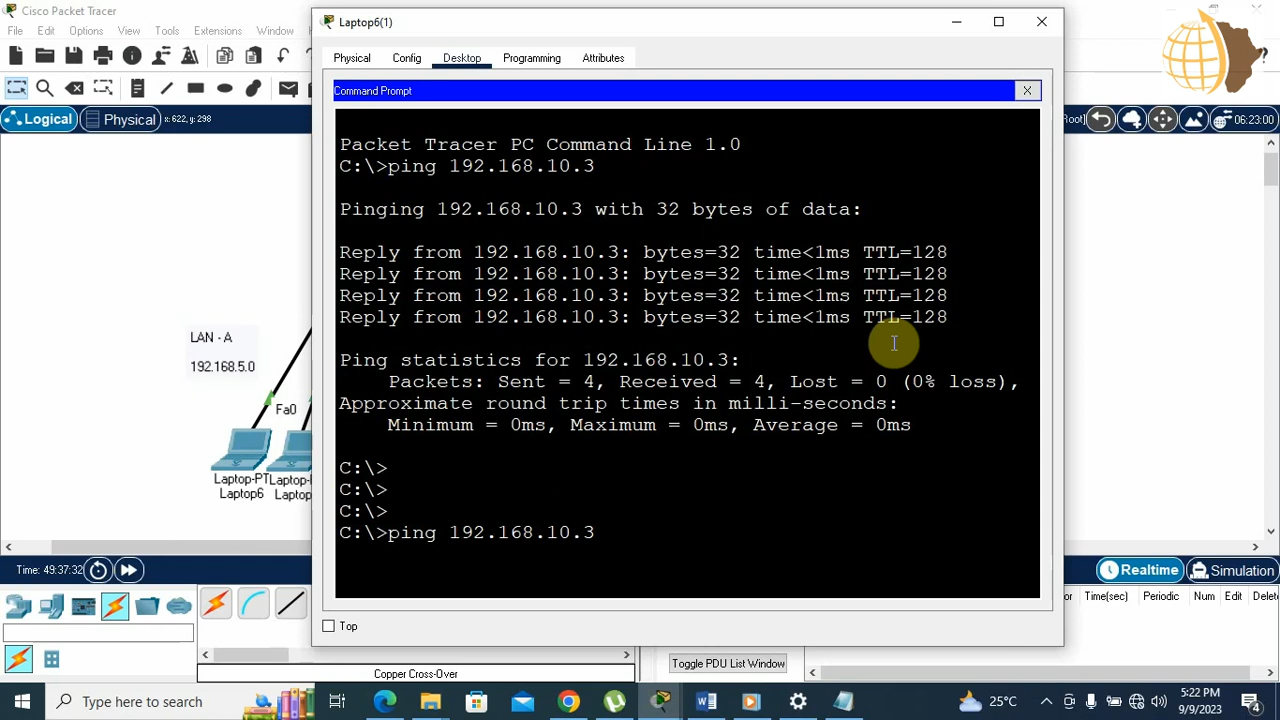 Cisco Packet Tracer
File Edit Options View Tools Extensions Window
Logical Physical x: 622, y: 298
Root] 06:23:00
Laptop6(1)
Physical Config Desktop Programming Attributes
Command Prompt X
Packet Tracer PC Command Line 1.0
C:\>ping 192.168.10.3
Pinging 192.168.10.3 with 32 bytes of data:
Reply from 192.168.10.3: bytes=32 time<1ms TTL=128
Reply from 192.168.10.3: bytes=32 time<1ms TTL=128
Reply from 192.168.10.3: bytes=32 time<1ms TTL=128
Reply from 192.168.10.3: bytes=32 time<1ms TTL=128
Ping statistics for 192.168.10.3:
Packets: Sent = 4, Received = 4, Lost = 0 (0% loss),
Approximate round trip times in milli-seconds:
Minimum = 0ms, Maximum = 0ms, Average = 0ms
C:\>
C:\>
C:\>
C:\>ping 192.168.10.3
Top
LAN - A
192.168.5.0
Fa0
Laptop-PT Laptop-
Laptop6 Laptop
Time: 49:37:32
Realtime Simulation
Time(sec) Periodic Num Edit Delete
Copper Cross-Over
Toggle PDU List Window
Type here to search
25°C
5:22 PM
9/9/2023
4